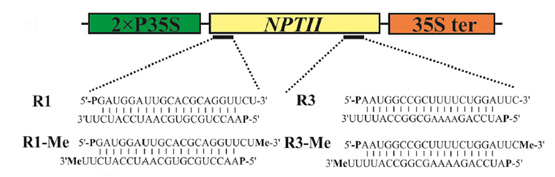 2×P35S NPTII 35S ter
R1 5'-PGAUGGAUUGCACGCAGGUUCU-3'
3'UUCUACCUAACGUGCGUCCAAP-5'
R1-Me 5'-PGAUGGAUUGCACGCAGGUUCUMe-3'
3'MeUUCUACCUAACGUGCGUCCAAP-5'
R3 5'-PAAUGGCCGCUUUUCUGGAUUC-3'
3'UUUUACCGGCGAAAAGACCUAP-5'
R3-Me 5'-PAAUGGCCGCUUUUCUGGAUUCMe-3'
3'MeUUUUACCGGCGAAAAGACCUAP-5'